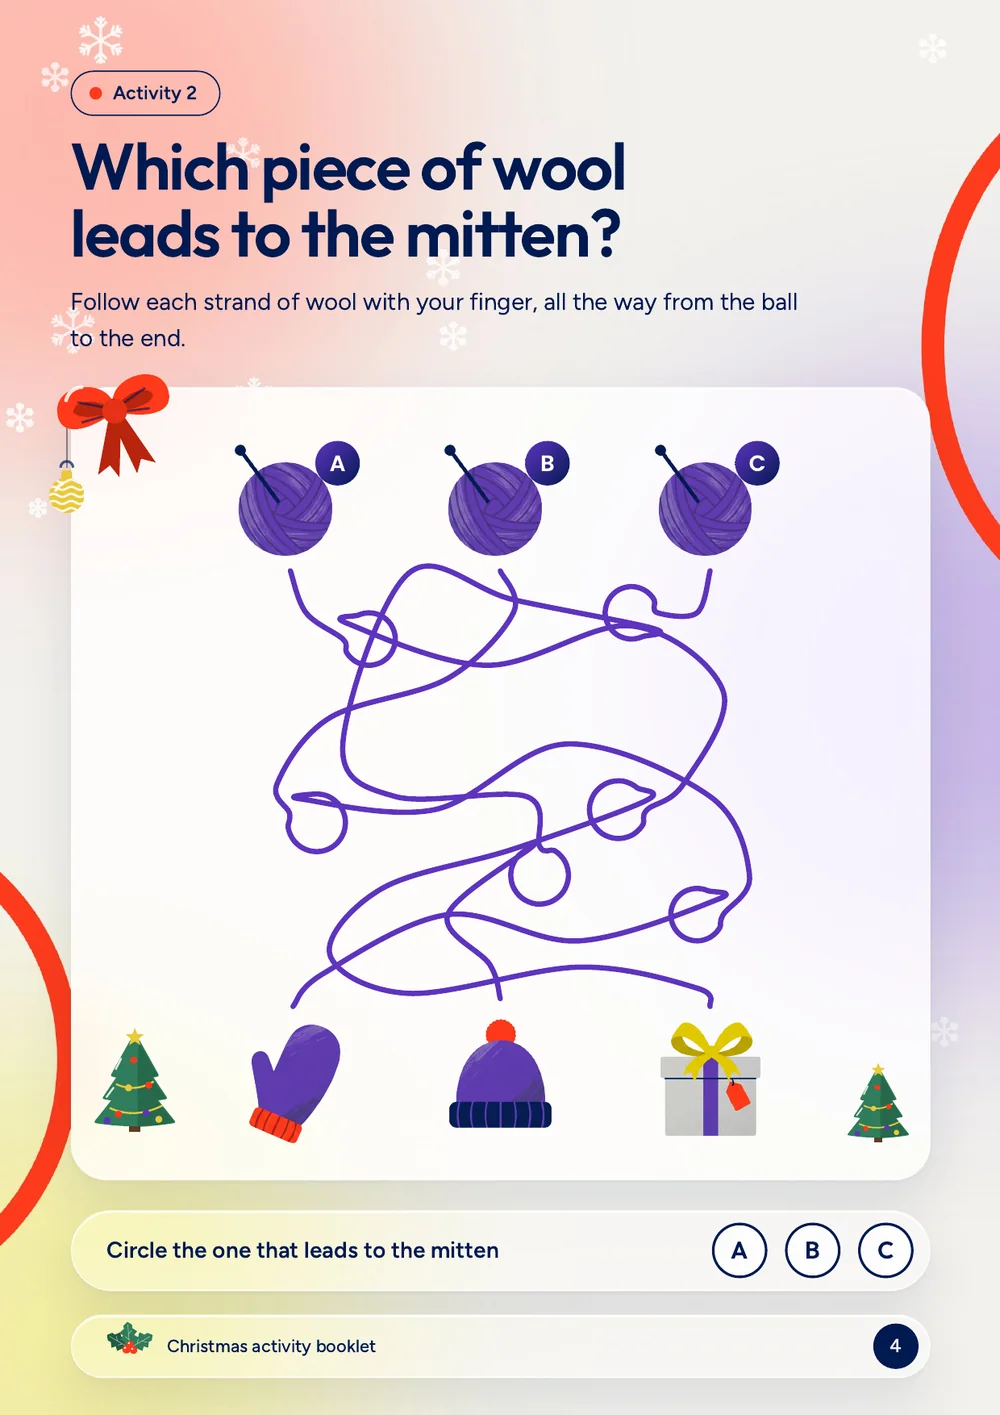 Activity 2
Which piece of wool
leads to the mitten?
Follow each strand of wool with your finger, all the way from the ball
to the end.
A
B
C
Circle the one that leads to the mitten
A
B
C
Christmas activity booklet
4